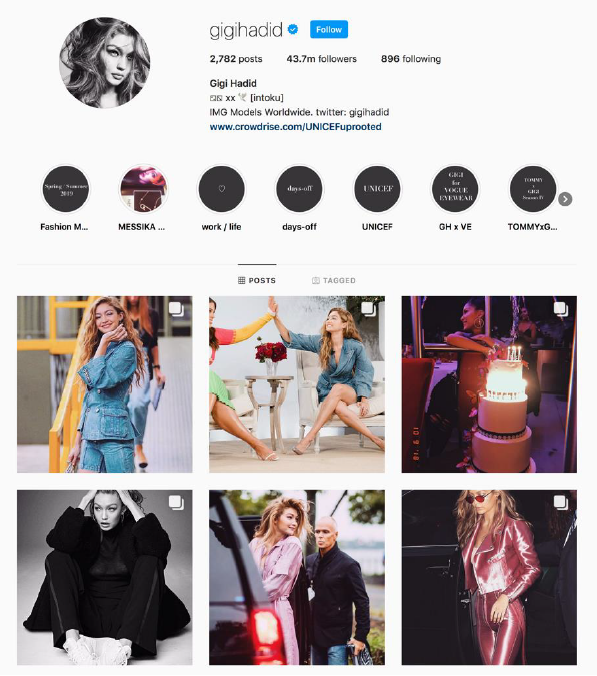 gigihadid Follow
2,782 posts 43.7m followers 896 following
Gigi Hadid
xx 🕊 [intoku]
IMG Models Worldwide. twitter: gigihadid
www.crowdrise.com/UNICEFuprooted
Spring / Summer
2019
♡
days-off
UNICEF
GIGI
for
VOGUE
EYEWEAR
TOMMY
x
GIGI
Fashion M... MESSIKA ... work / life days-off UNICEF GH x VE TOMMYxG...
POSTS TAGGED